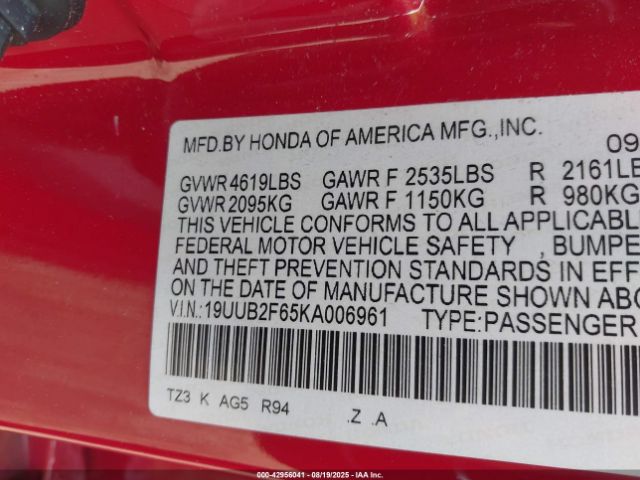 MFD.BY HONDA OF AMERICA MFG.,INC. 09
GVWR 4619LBS GAWR F 2535LBS R 2161LB
GVWR 2095KG GAWR F 1150KG R 980KG
THIS VEHICLE CONFORMS TO ALL APPLICABLE
FEDERAL MOTOR VEHICLE SAFETY , BUMPE
AND THEFT PREVENTION STANDARDS IN EFF
ON THE DATE OF MANUFACTURE SHOWN ABO
V.I.N.:19UUB2F65KA006961 TYPE:PASSENGER
TZ3 K AG5 R94 .Z .A
000-42956041 - 08/19/2025 - IAA Inc.